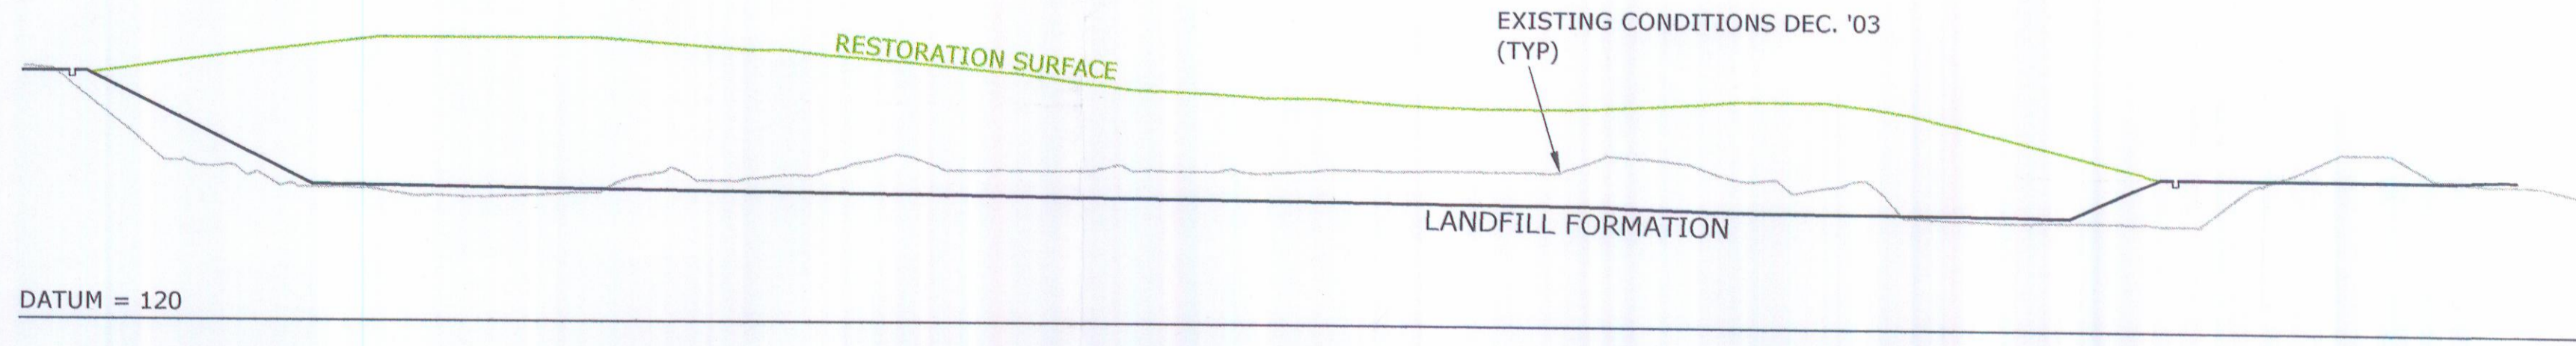 EXISTING CONDITIONS DEC. '03
(TYP)
RESTORATION SURFACE
LANDFILL FORMATION
DATUM = 120